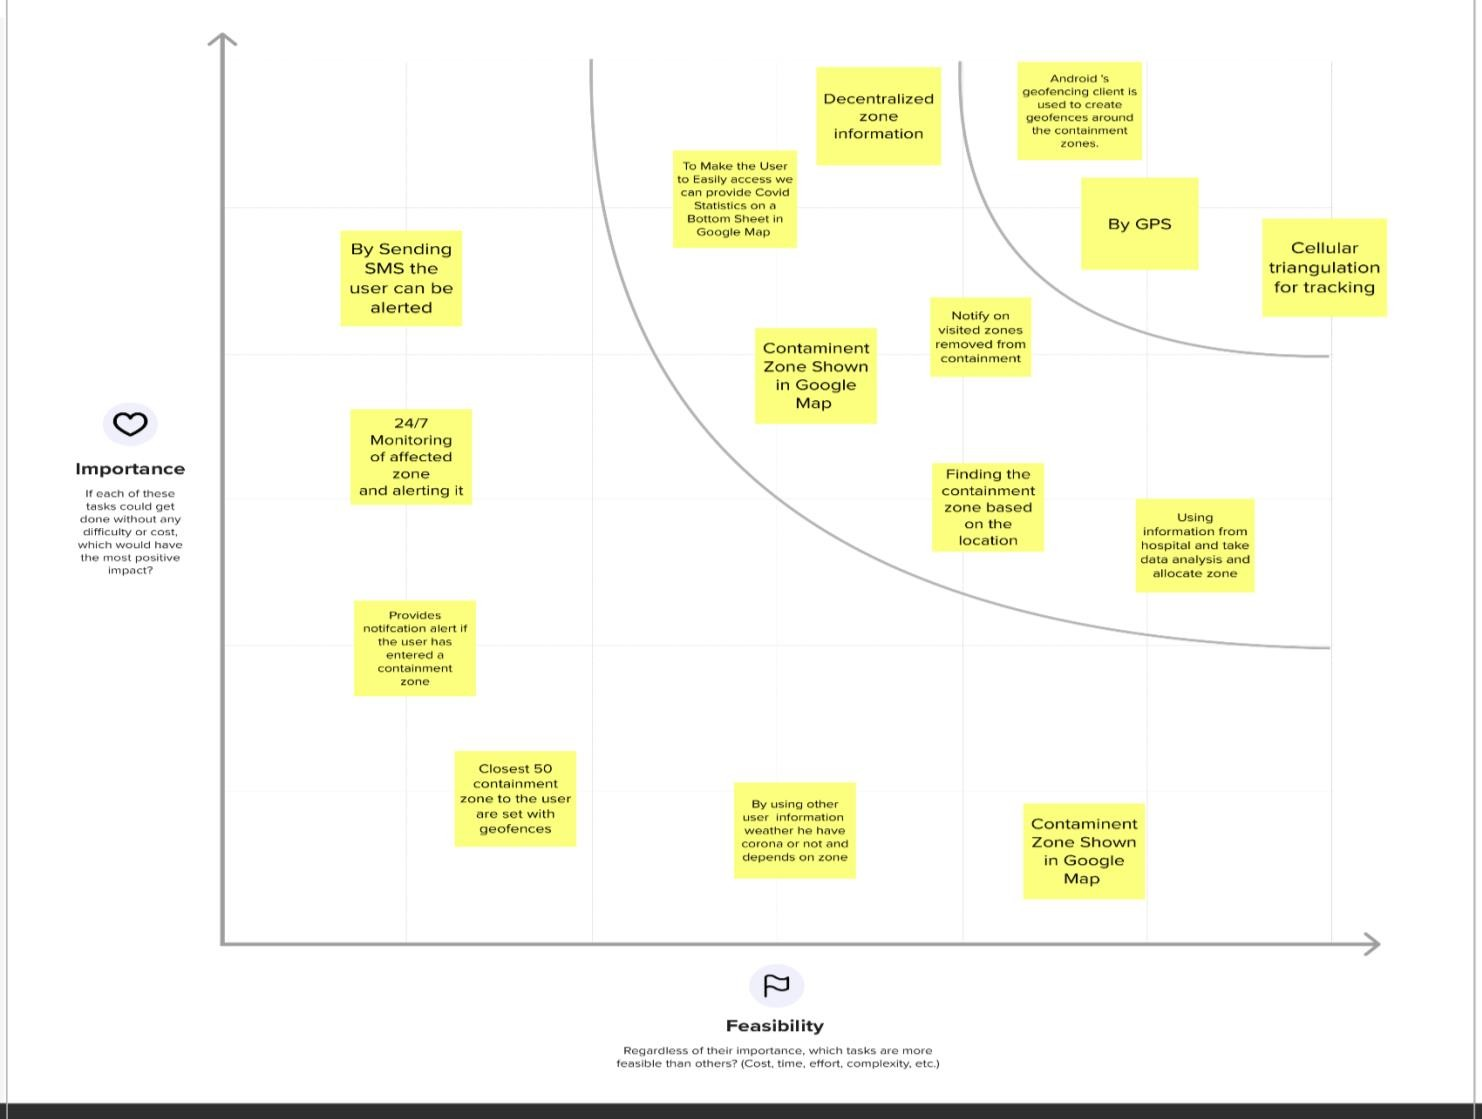 Android 's
geofencing client is
used to create
geofences around
the containment
zones.
Decentralized
zone
information
To Make the User
to Easily access we
can provide Covid
Statistics on a
Bottom Sheet in
Google Map
By GPS
Cellular
triangulation
for tracking
By Sending
SMS the
user can be
alerted
Notify on
visited zones
removed from
containment
Contaminent
Zone Shown
in Google
Map
24/7
Monitoring
of affected
zone
and alerting it
Importance
If each of these
tasks could get
done without any
difficulty or cost,
which would have
the most positive
impact?
Finding the
containment
zone based
on the
location
Using
information from
hospital and take
data analysis and
allocate zone
Provides
notifcation alert if
the user has
entered a
containment
zone
Closest 50
containment
zone to the user
are set with
geofences
By using other
user information
weather he have
corona or not and
depends on zone
Contaminent
Zone Shown
in Google
Map
Feasibility
Regardless of their importance, which tasks are more
feasible than others? (Cost, time, effort, complexity, etc.)